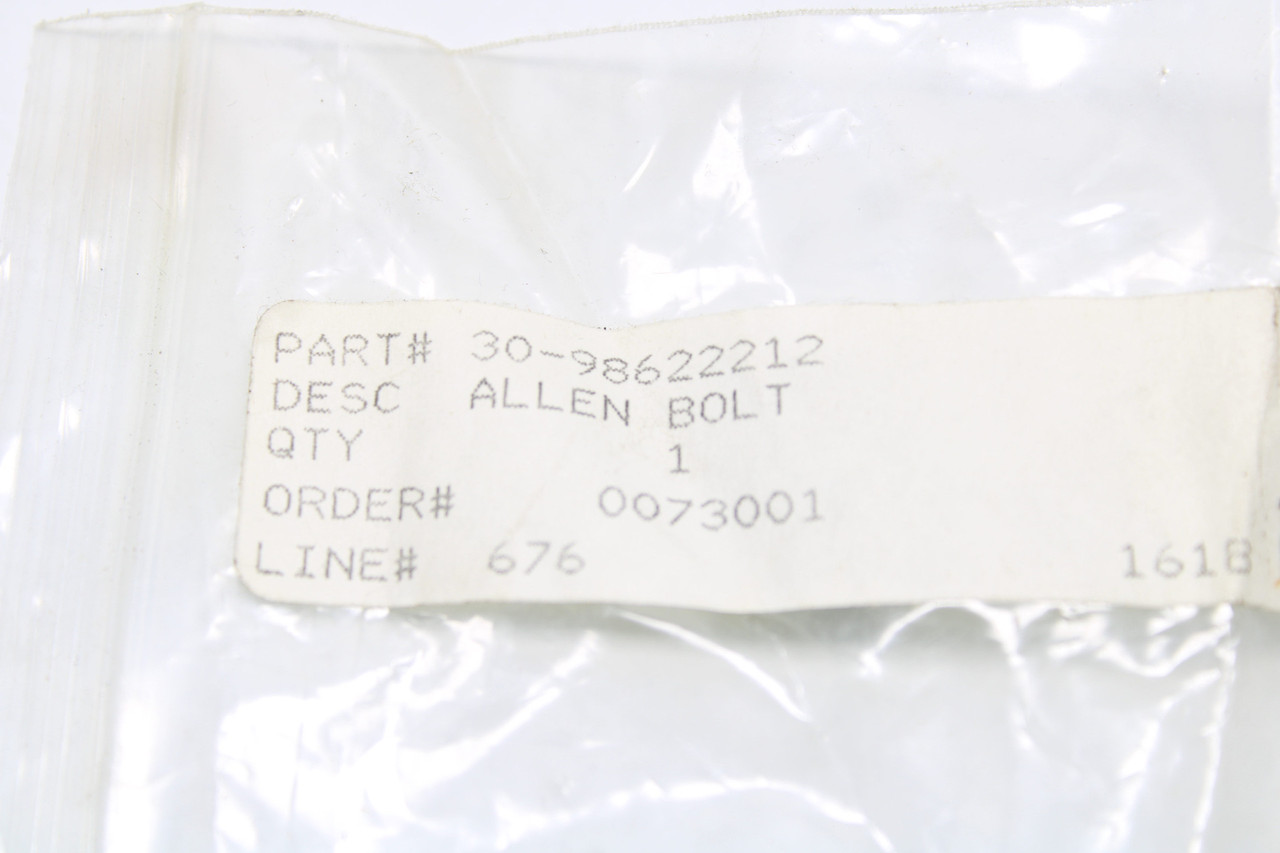 PART# 30-98622212
DESC ALLEN BOLT
QTY 1
ORDER# 0073001
LINE# 676 1618